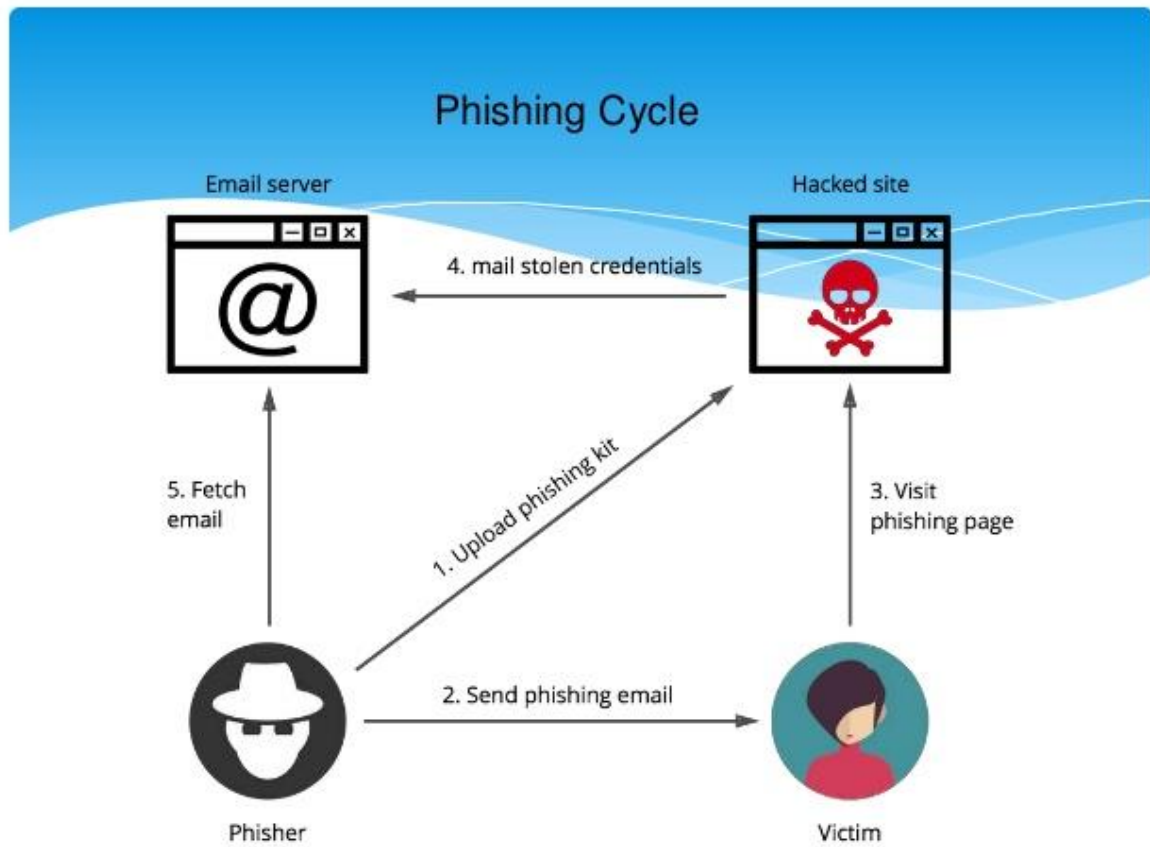 Phishing Cycle
Email server
Hacked site
@
4. mail stolen credentials
1. Upload phishing kit
5. Fetch
email
3. Visit
phishing page
2. Send phishing email
Phisher
Victim